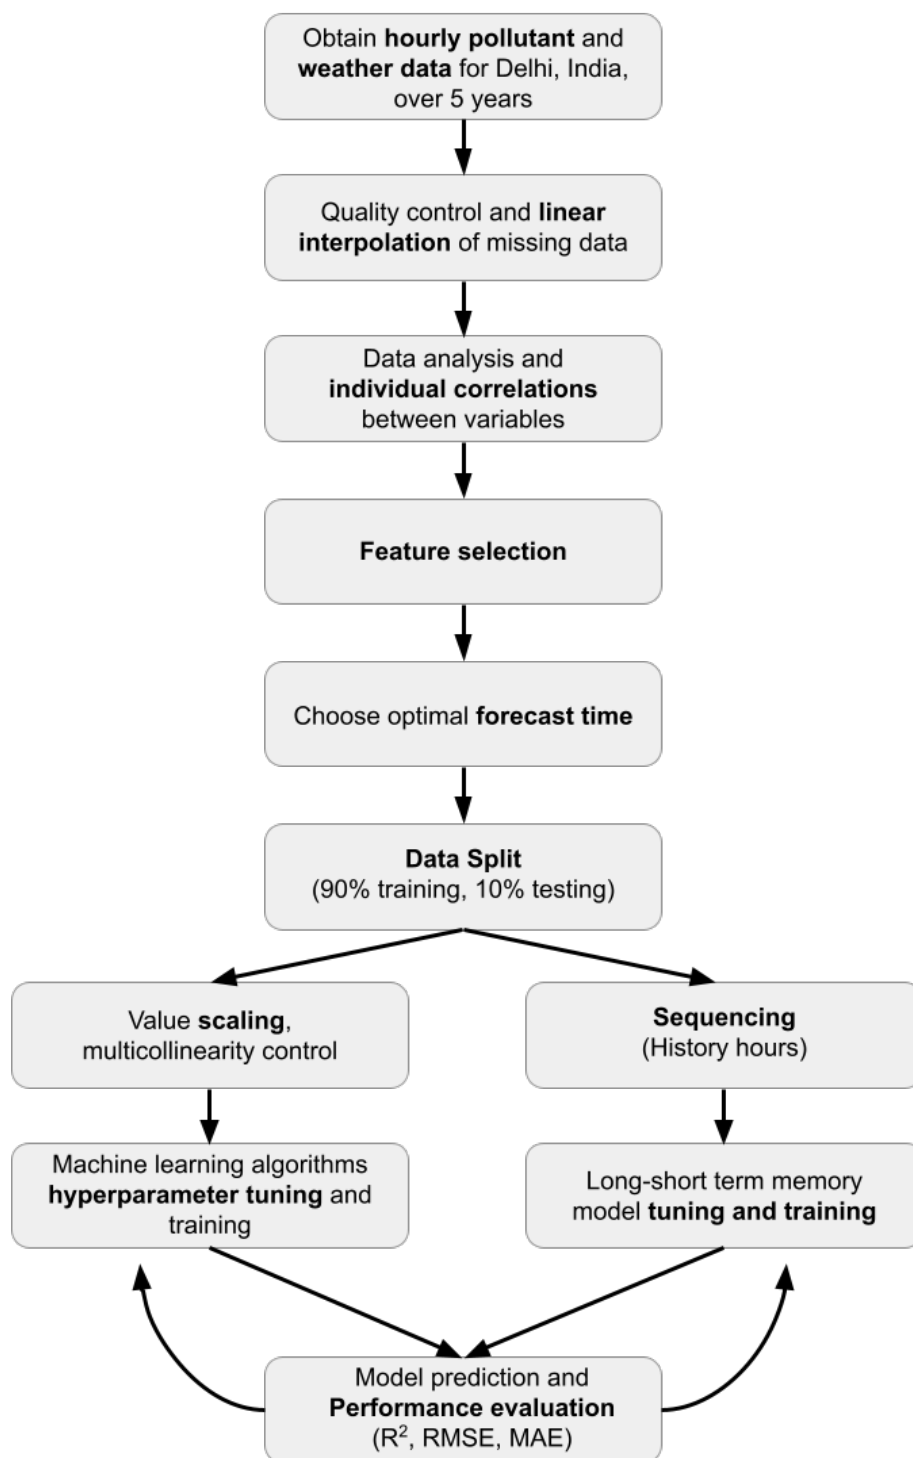 Obtain hourly pollutant and
weather data for Delhi, India,
over 5 years
Quality control and linear
interpolation of missing data
Data analysis and
individual correlations
between variables
Feature selection
Choose optimal forecast time
Data Split
(90% training, 10% testing)
Value scaling,
multicollinearity control
Sequencing
(History hours)
Machine learning algorithms
hyperparameter tuning and
training
Long-short term memory
model tuning and training
Model prediction and
Performance evaluation
(R², RMSE, MAE)